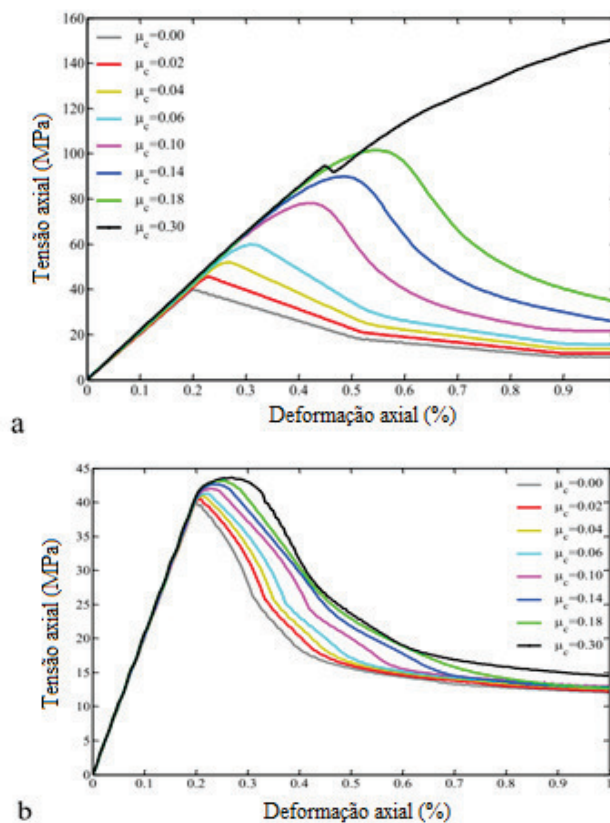 160
140
120
100
80
60
40
20
0
Tensão axial (MPa)
μc=0.00
μc=0.02
μc=0.04
μc=0.06
μc=0.10
μc=0.14
μc=0.18
μc=0.30
0 0.1 0.2 0.3 0.4 0.5 0.6 0.7 0.8 0.9
Deformação axial (%)
a
45
40
35
30
25
20
15
10
5
0
Tensão axial (MPa)
μc=0.00
μc=0.02
μc=0.04
μc=0.06
μc=0.10
μc=0.14
μc=0.18
μc=0.30
0 0.1 0.2 0.3 0.4 0.5 0.6 0.7 0.8 0.9 1
Deformação axial (%)
b